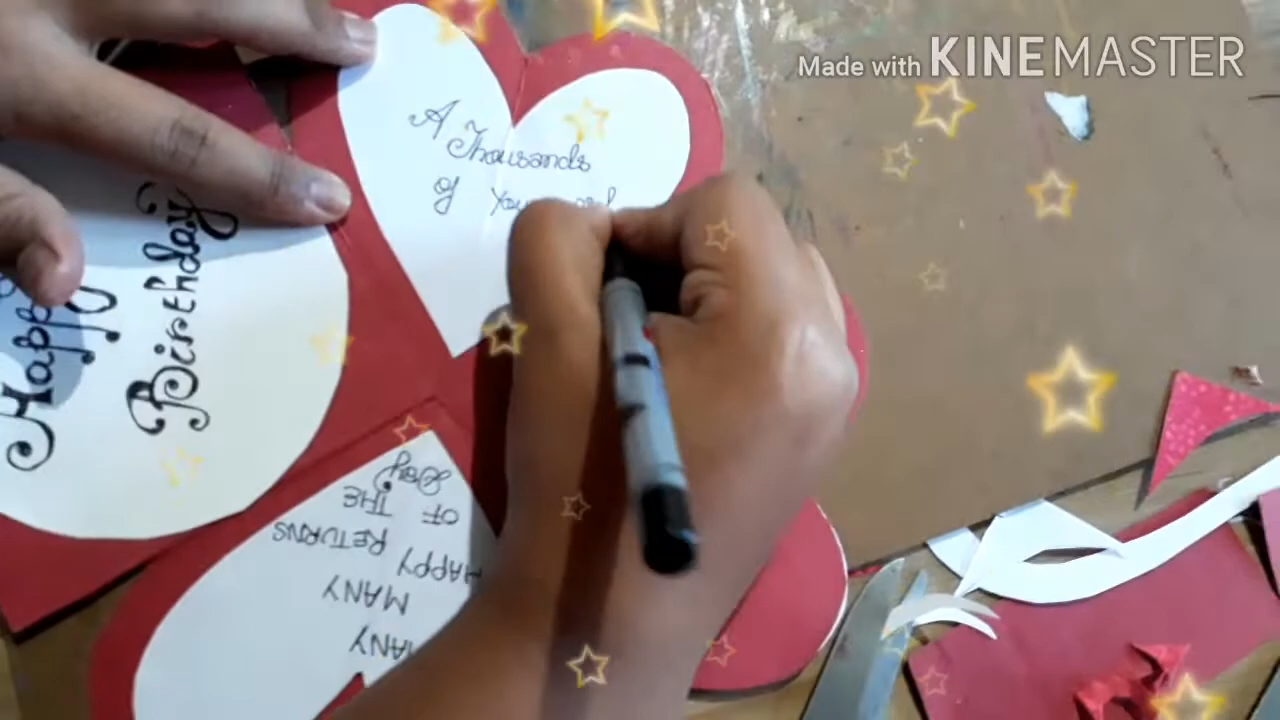 Made with KINEMASTER
A
Thousands
of
Happy
Birthday
MANY
MANY
HAPPY
RETURNS
OF THE
Day